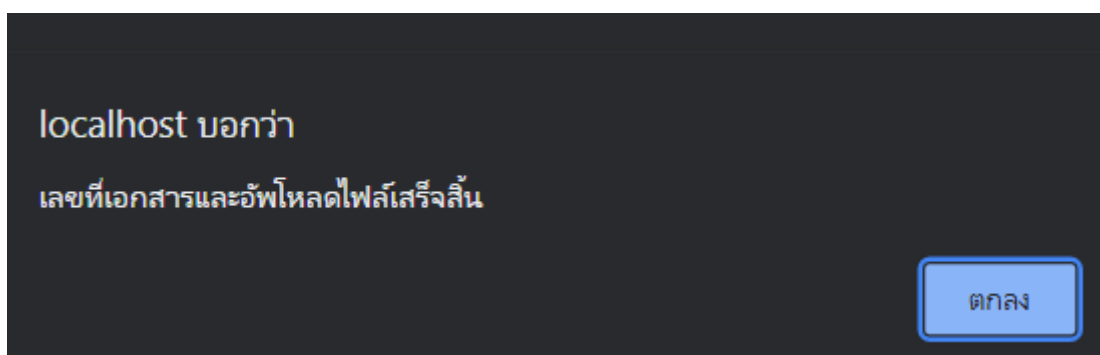 localhost บอกว่า
เลขที่เอกสารและอัพโหลดไฟล์เสร็จสิ้น
ตกลง